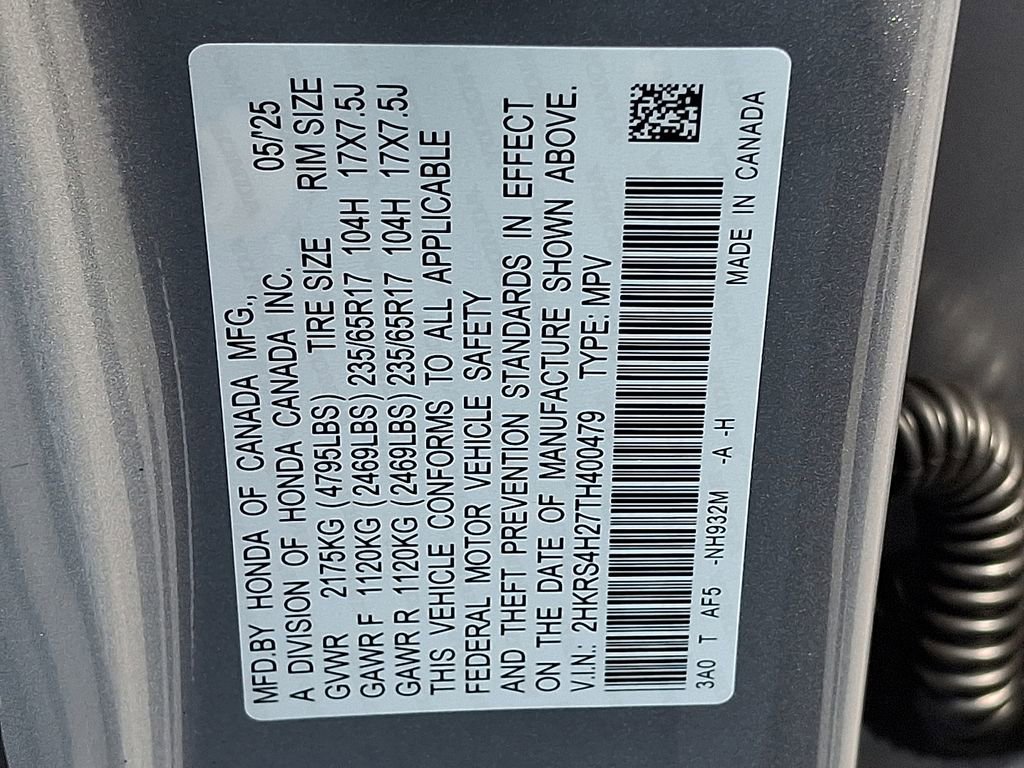 MFD.BY HONDA OF CANADA MFG., 05/'25
A DIVISION OF HONDA CANADA INC.
GVWR 2175KG (4795LBS) TIRE SIZE RIM SIZE
GAWR F 1120KG (2469LBS) 235/65R17 104H 17X7.5J
GAWR R 1120KG (2469LBS) 235/65R17 104H 17X7.5J
THIS VEHICLE CONFORMS TO ALL APPLICABLE
FEDERAL MOTOR VEHICLE SAFETY
AND THEFT PREVENTION STANDARDS IN EFFECT
ON THE DATE OF MANUFACTURE SHOWN ABOVE.
V.I.N.: 2HKRS4H27TH400479 TYPE: MPV
3A0 T AF5 -NH932M -A -H
MADE IN CANADA